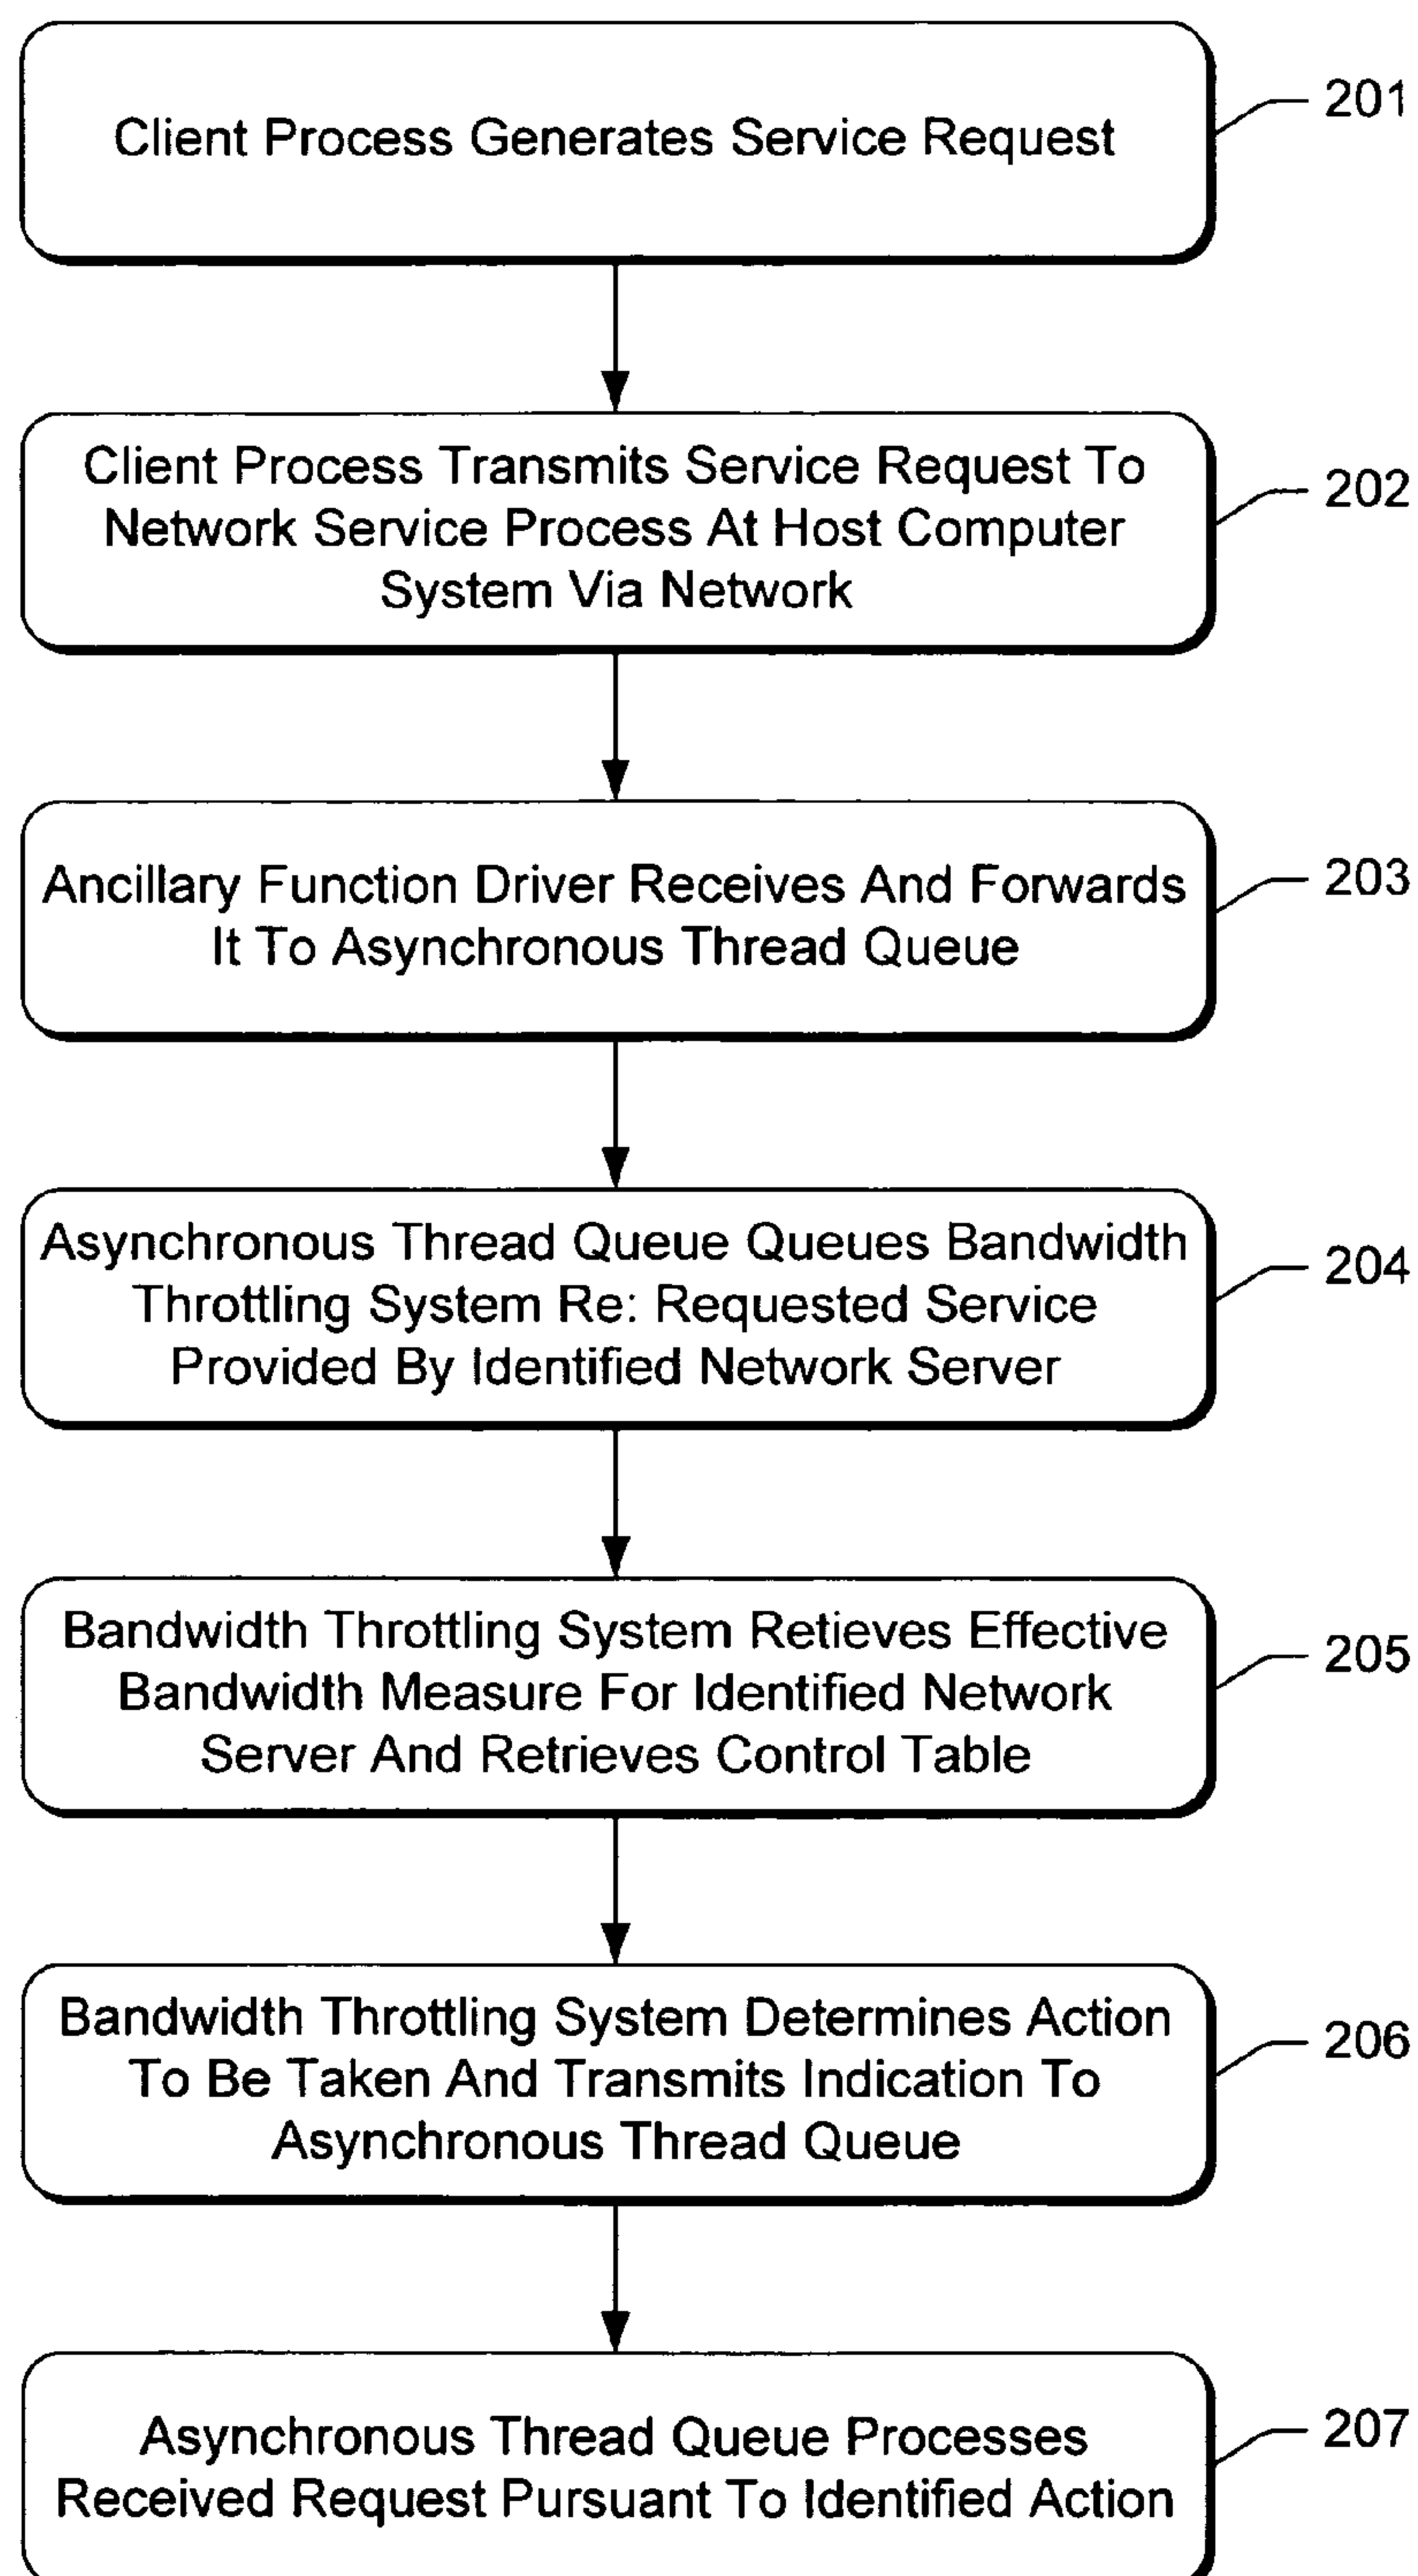 Client Process Generates Service Request
201
Client Process Transmits Service Request To
Network Service Process At Host Computer
System Via Network
202
Ancillary Function Driver Receives And Forwards
It To Asynchronous Thread Queue
203
Asynchronous Thread Queue Queues Bandwidth
Throttling System Re: Requested Service
Provided By Identified Network Server
204
Bandwidth Throttling System Retieves Effective
Bandwidth Measure For Identified Network
Server And Retrieves Control Table
205
Bandwidth Throttling System Determines Action
To Be Taken And Transmits Indication To
Asynchronous Thread Queue
206
Asynchronous Thread Queue Processes
Received Request Pursuant To Identified Action
207